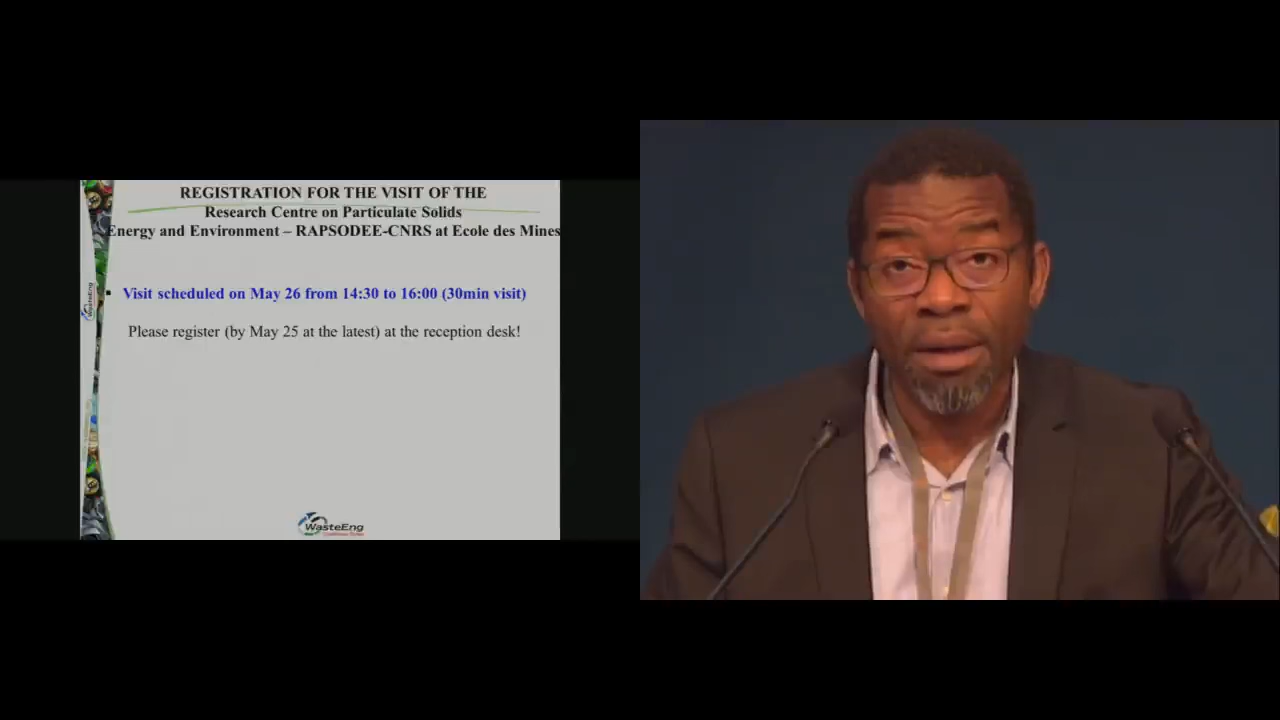 REGISTRATION FOR THE VISIT OF THE
Research Centre on Particulate Solids
Energy and Environment – RAPSODEE-CNRS at Ecole des Mines
Visit scheduled on May 26 from 14:30 to 16:00 (30min visit)
Please register (by May 25 at the latest) at the reception desk!
WasteEng
WasteEng